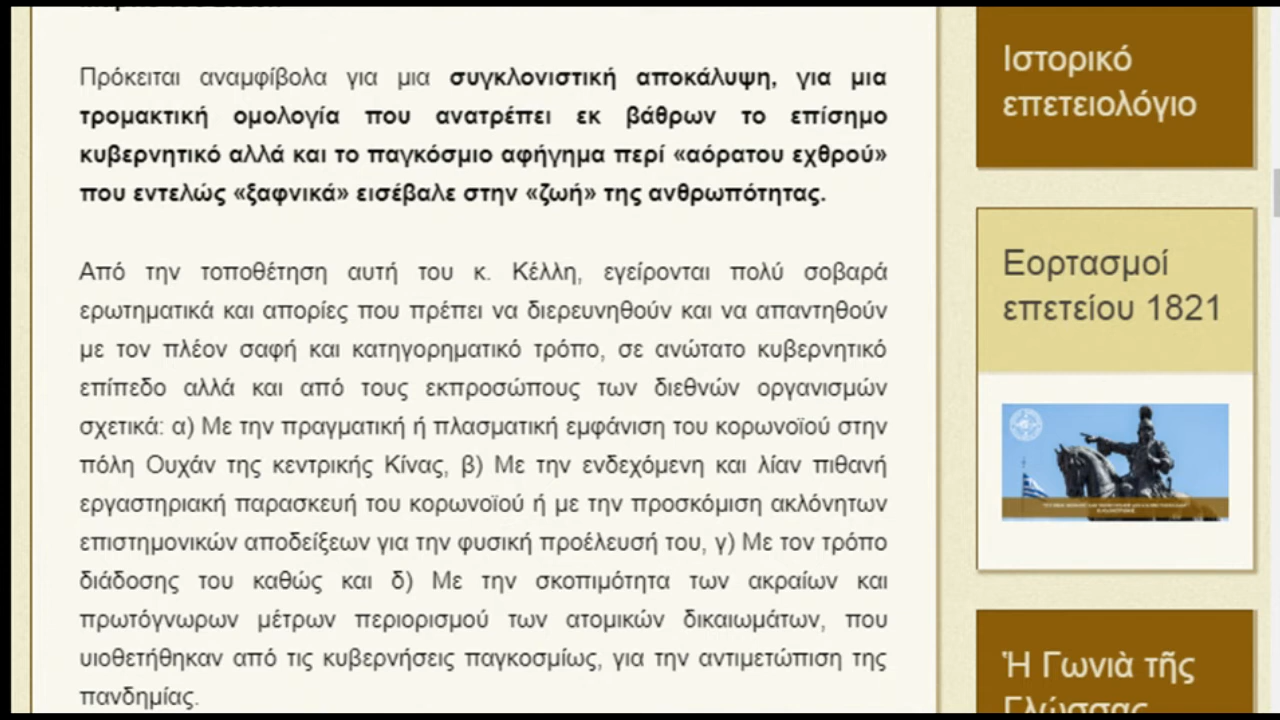 Πρόκειται αναμφίβολα για μια συγκλονιστική αποκάλυψη, για μια
τρομακτική ομολογία που ανατρέπει εκ βάθρων το επίσημο
κυβερνητικό αλλά και το παγκόσμιο αφήγημα περί «αόρατου εχθρού»
που εντελώς «ξαφνικά» εισέβαλε στην «ζωή» της ανθρωπότητας.
Από την τοποθέτηση αυτή του κ. Κέλλη, εγείρονται πολύ σοβαρά
ερωτηματικά και απορίες που πρέπει να διερευνηθούν και να απαντηθούν
με τον πλέον σαφή και κατηγορηματικό τρόπο, σε ανώτατο κυβερνητικό
επίπεδο αλλά και από τους εκπροσώπους των διεθνών οργανισμών
σχετικά: α) Με την πραγματική ή πλασματική εμφάνιση του κορωνοϊού στην
πόλη Ουχάν της κεντρικής Κίνας, β) Με την ενδεχόμενη και λίαν πιθανή
εργαστηριακή παρασκευή του κορωνοϊού ή με την προσκόμιση ακλόνητων
επιστημονικών αποδείξεων για την φυσική προέλευσή του, γ) Με τον τρόπο
διάδοσης του καθώς και δ) Με την σκοπιμότητα των ακραίων και
πρωτόγνωρων μέτρων περιορισμού των ατομικών δικαιωμάτων, που
υιοθετήθηκαν από τις κυβερνήσεις παγκοσμίως, για την αντιμετώπιση της
πανδημίας.
Ιστορικό
επετειολόγιο
Εορτασμοί
επετείου 1821
Ἡ Γωνιὰ τῆς
Γλώσσας